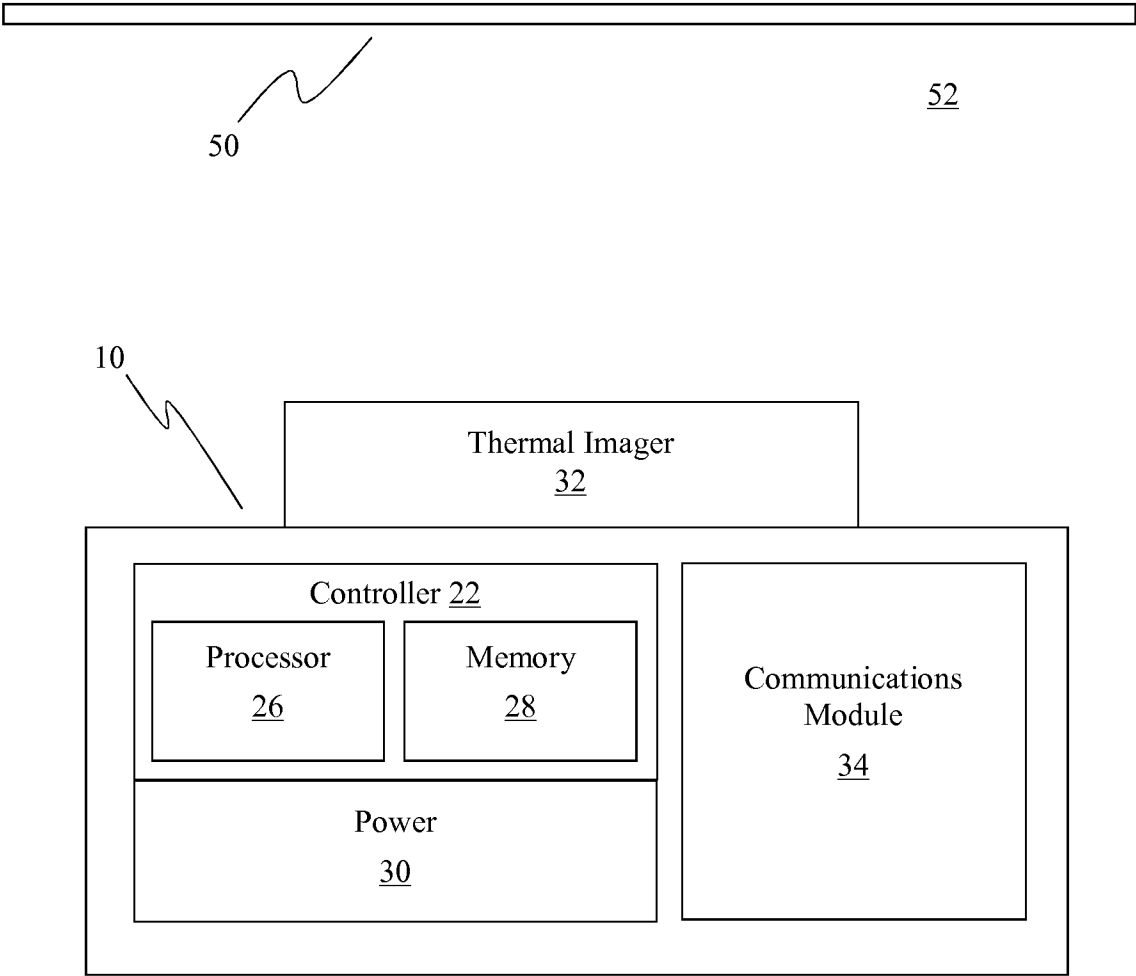 52
50
10
Thermal Imager
32
Controller 22
Processor
26
Memory
28
Communications
Module
34
Power
30